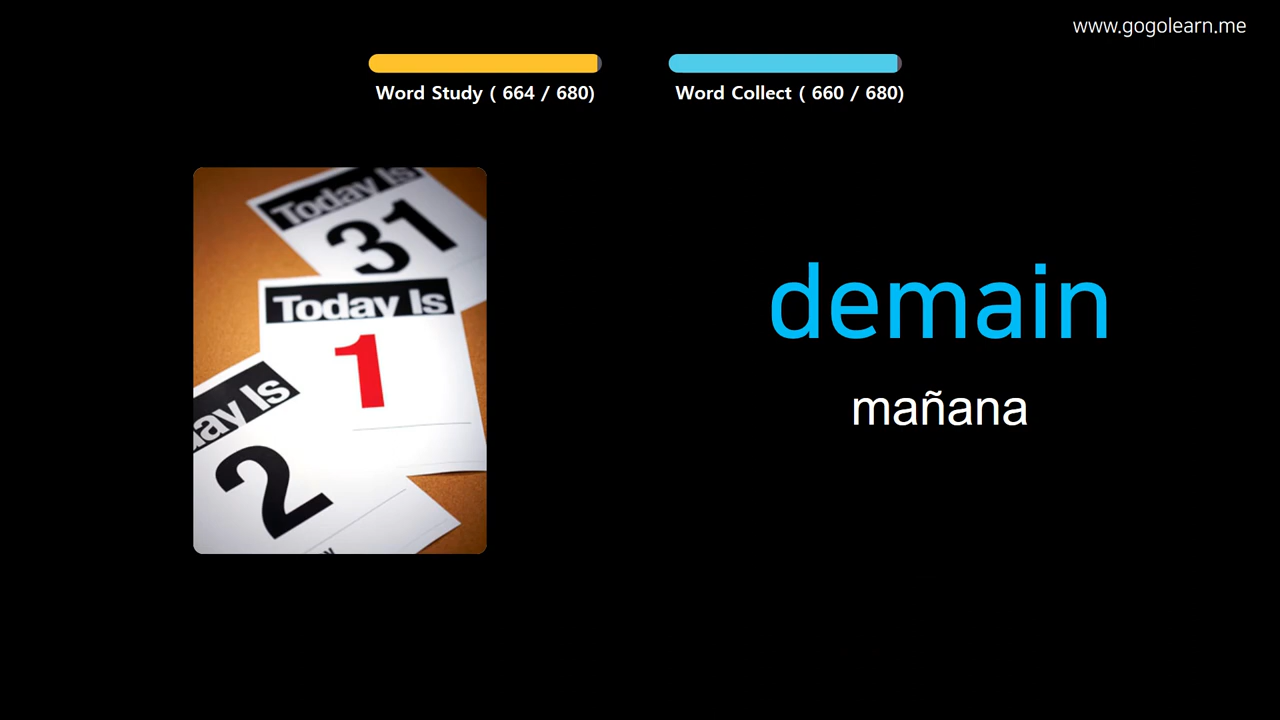 www.gogolearn.me
Word Study ( 664 / 680)
Word Collect ( 660 / 680)
Today Is
31
Today Is
1
ay Is
2
demain
mañana